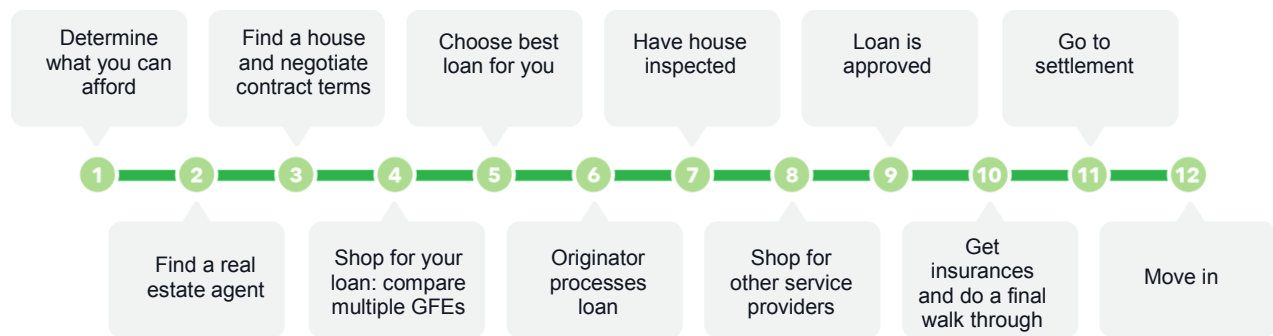 Determine
what you can
afford
Find a house
and negotiate
contract terms
Choose best
loan for you
Have house
inspected
Loan is
approved
Go to
settlement
1
2
3
4
5
6
7
8
9
10
11
12
Find a real
estate agent
Shop for your
loan: compare
multiple GFEs
Originator
processes
loan
Shop for
other service
providers
Get
insurances
and do a final
walk through
Move in